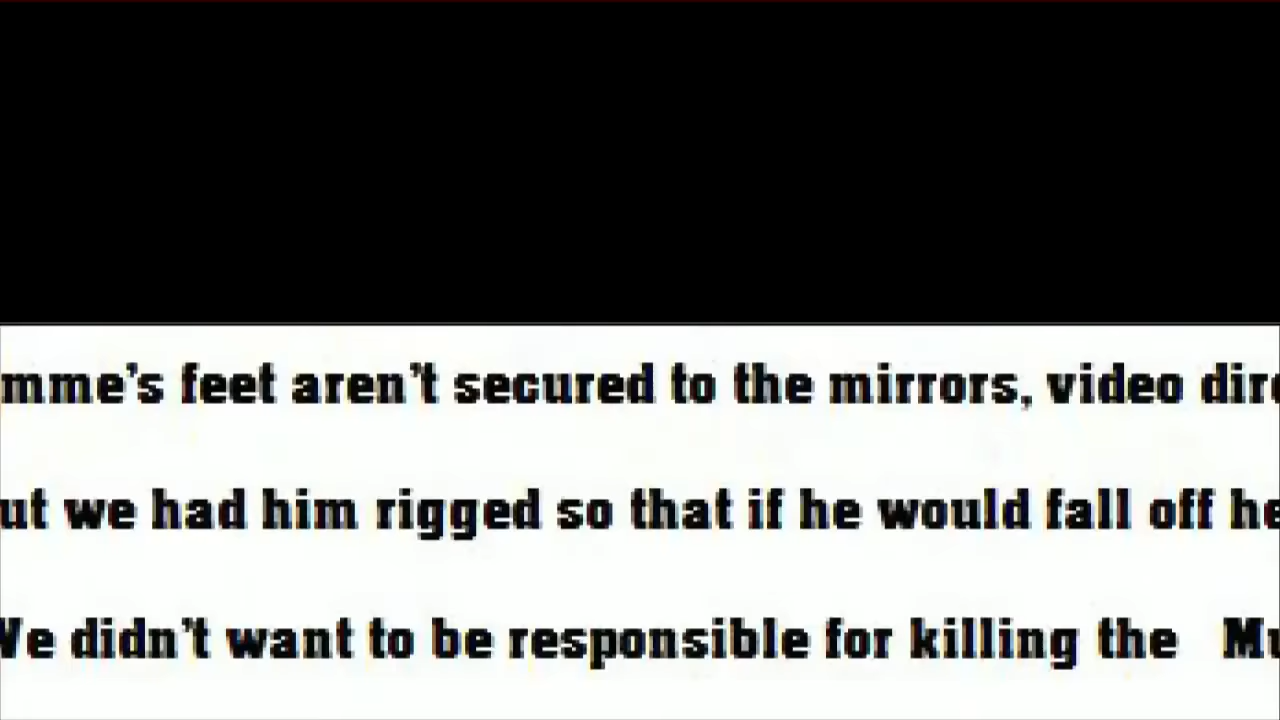 mme’s feet aren’t secured to the mirrors, video dire
ut we had him rigged so that if he would fall off he
We didn’t want to be responsible for killing the Mu